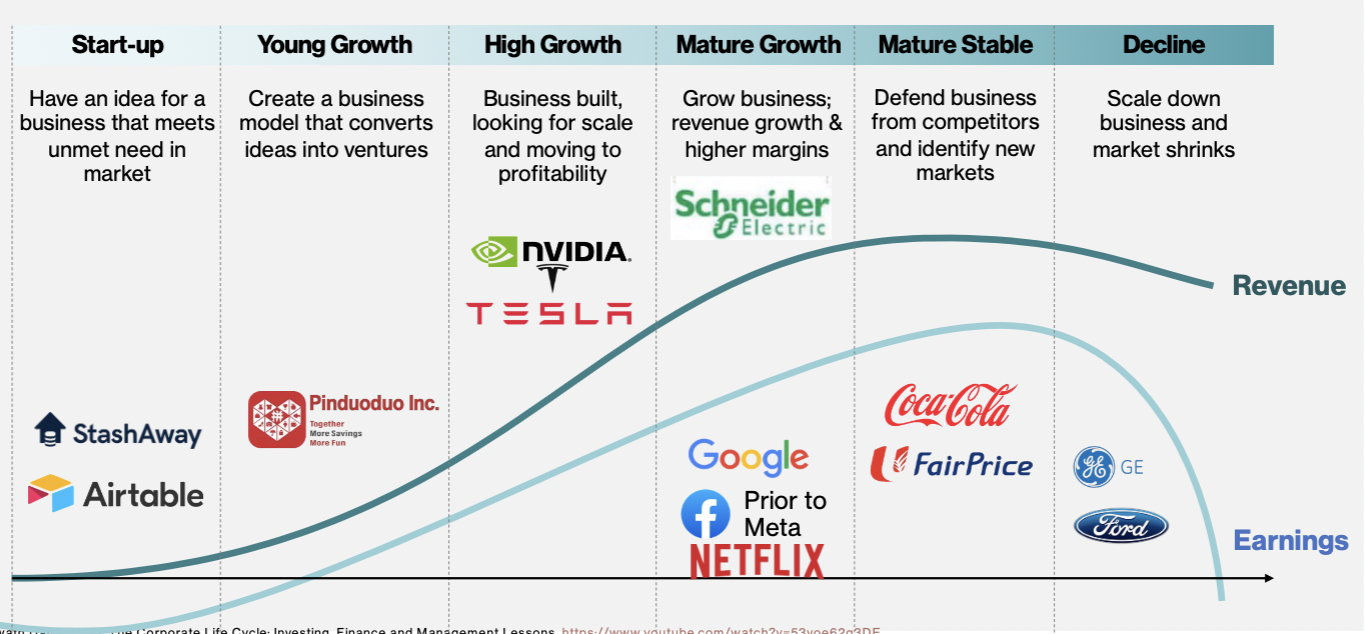 Start-up
Young Growth
High Growth
Mature Growth
Mature Stable
Decline
Have an idea for a
business that meets
unmet need in
market
Create a business
model that converts
ideas into ventures
Business built,
looking for scale
and moving to
profitability
Grow business;
revenue growth &
higher margins
Defend business
from competitors
and identify new
markets
Scale down
business and
market shrinks
Schneider
Electric
NVIDIA.
TESLA
Revenue
Pinduoduo Inc.
Together
More Savings
More Fun
StashAway
Airtable
Coca-Cola
FairPrice
Google
Prior to
Meta
NETFLIX
GE
Ford
Earnings
The Corporate Life Cycle: Investing, Finance and Management Lessons. https://www.youtube.com/watch?v=53voe62g3DE